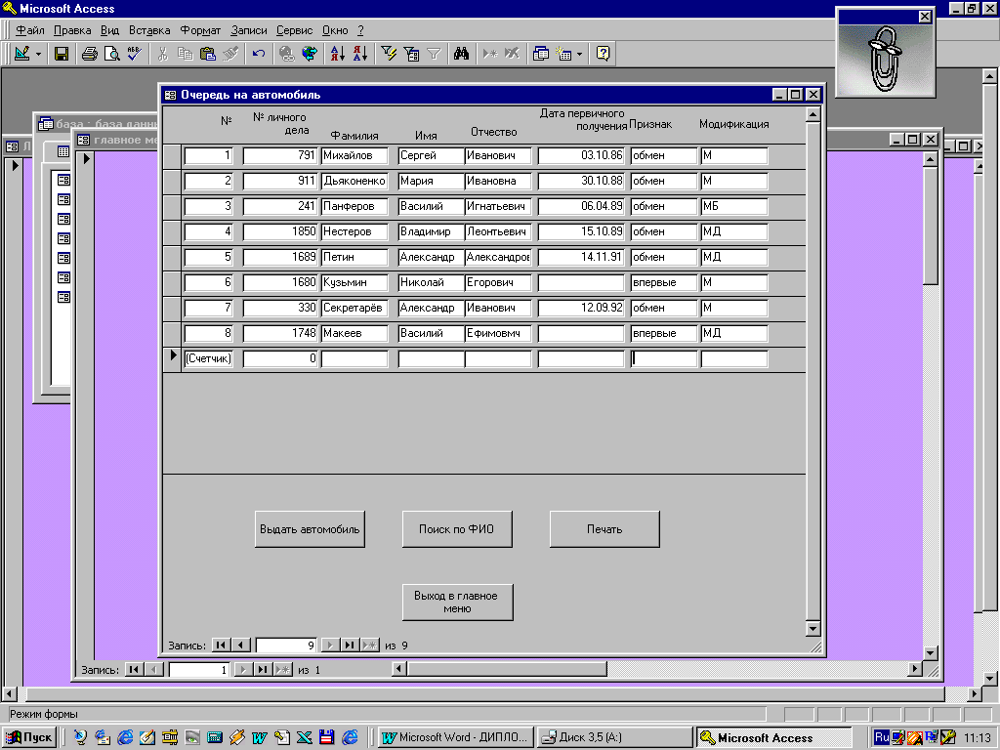 Microsoft Access
Файл Правка Вид Вставка Формат Записи Сервис Окно ?
Очередь на автомобиль
база : база данн
главное ме
№ № личного дела Фамилия Имя Отчество Дата первичного получения Признак Модификация
1 791 Михайлов Сергей Иванович 03.10.86 обмен М
2 911 Дьяконенко Мария Ивановна 30.10.88 обмен М
3 241 Панферов Василий Игнатьевич 06.04.89 обмен МБ
4 1850 Нестеров Владимир Леонтьевич 15.10.89 обмен МД
5 1689 Петин Александр Александров 14.11.91 обмен МД
6 1680 Кузьмин Николай Егорович впервые М
7 330 Секретарёв Александр Иванович 12.09.92 обмен М
8 1748 Макеев Василий Ефимовмч впервые МД
(Счетчик) 0
Выдать автомобиль Поиск по ФИО Печать
Выход в главное
меню
Запись: 9 из 9
Запись: 1 из 1
Режим формы
Пуск Microsoft Word - ДИПЛО... Диск 3,5 (A:) Microsoft Access Ru 11:13